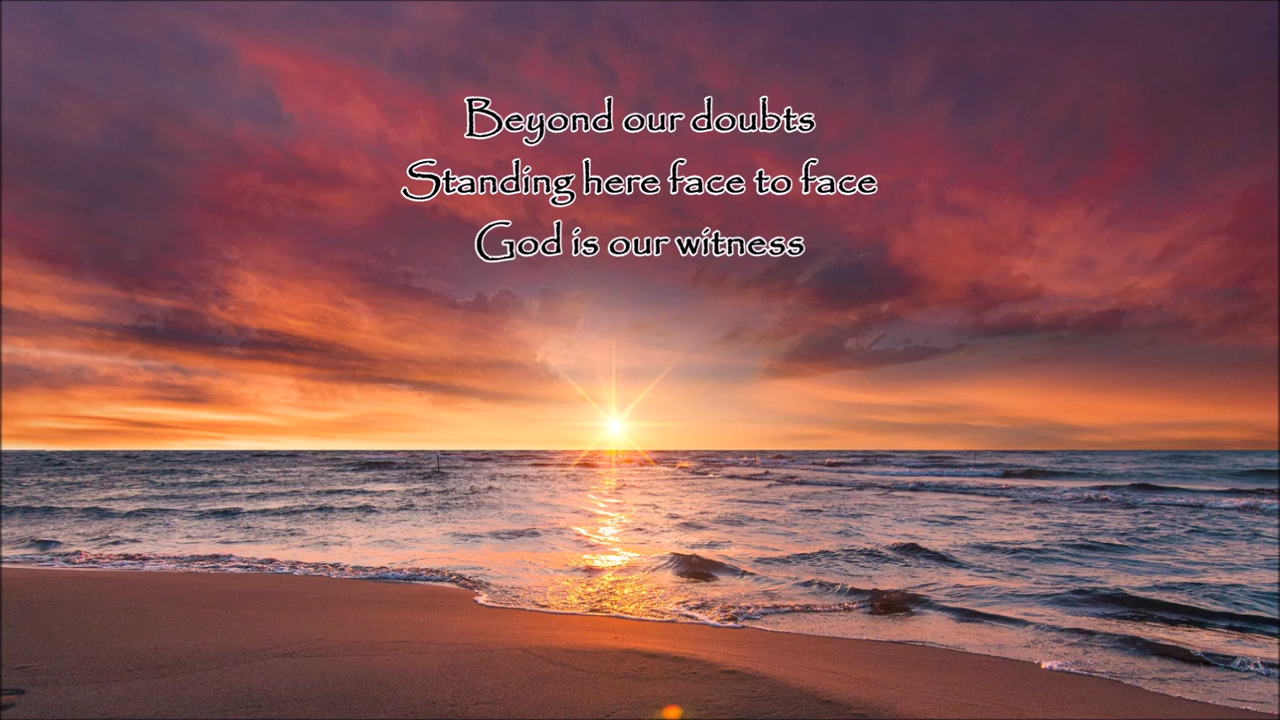 Beyond our doubts
Standing here face to face
God is our witness